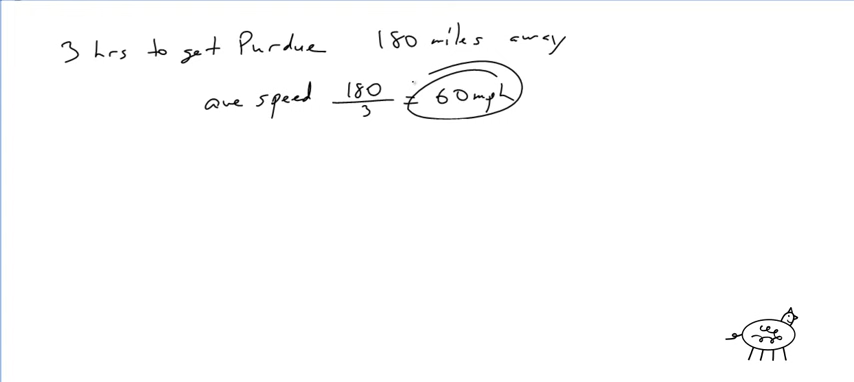 3 hrs to get Purdue 180 miles away
ave speed 180/3 = 60mph